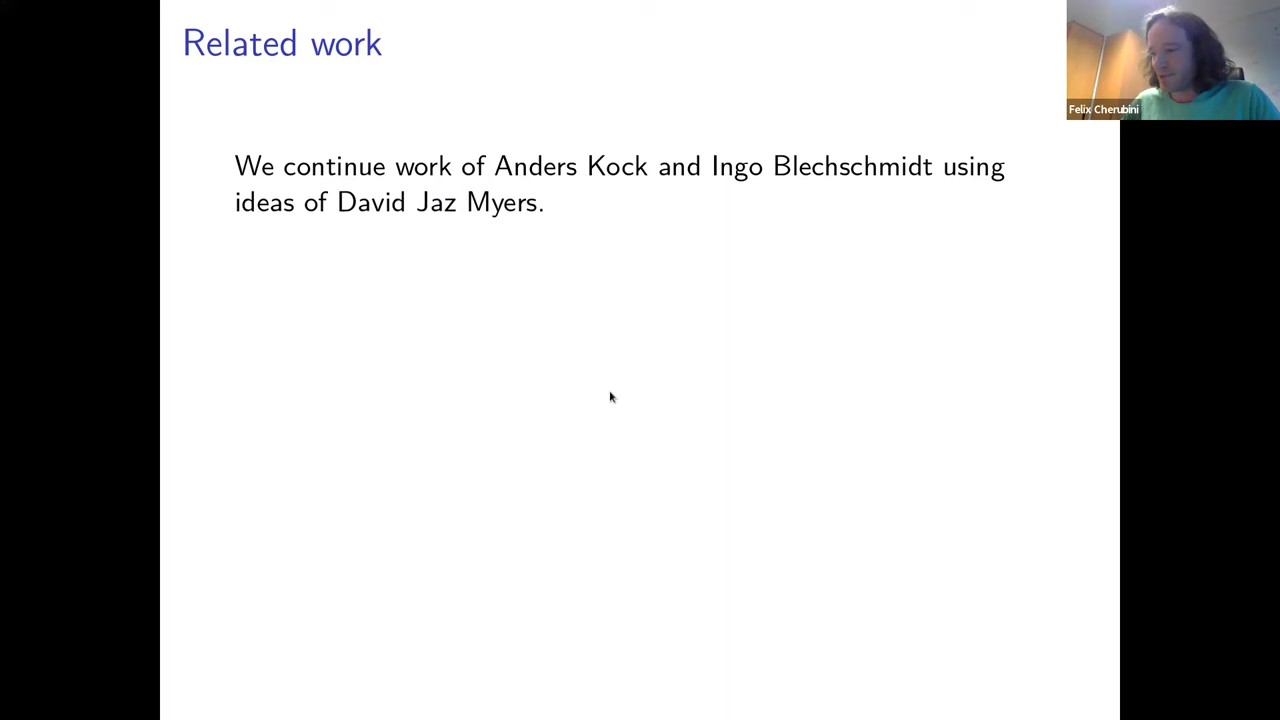 Related work
Felix Cherubini
We continue work of Anders Kock and Ingo Blechschmidt using
ideas of David Jaz Myers.